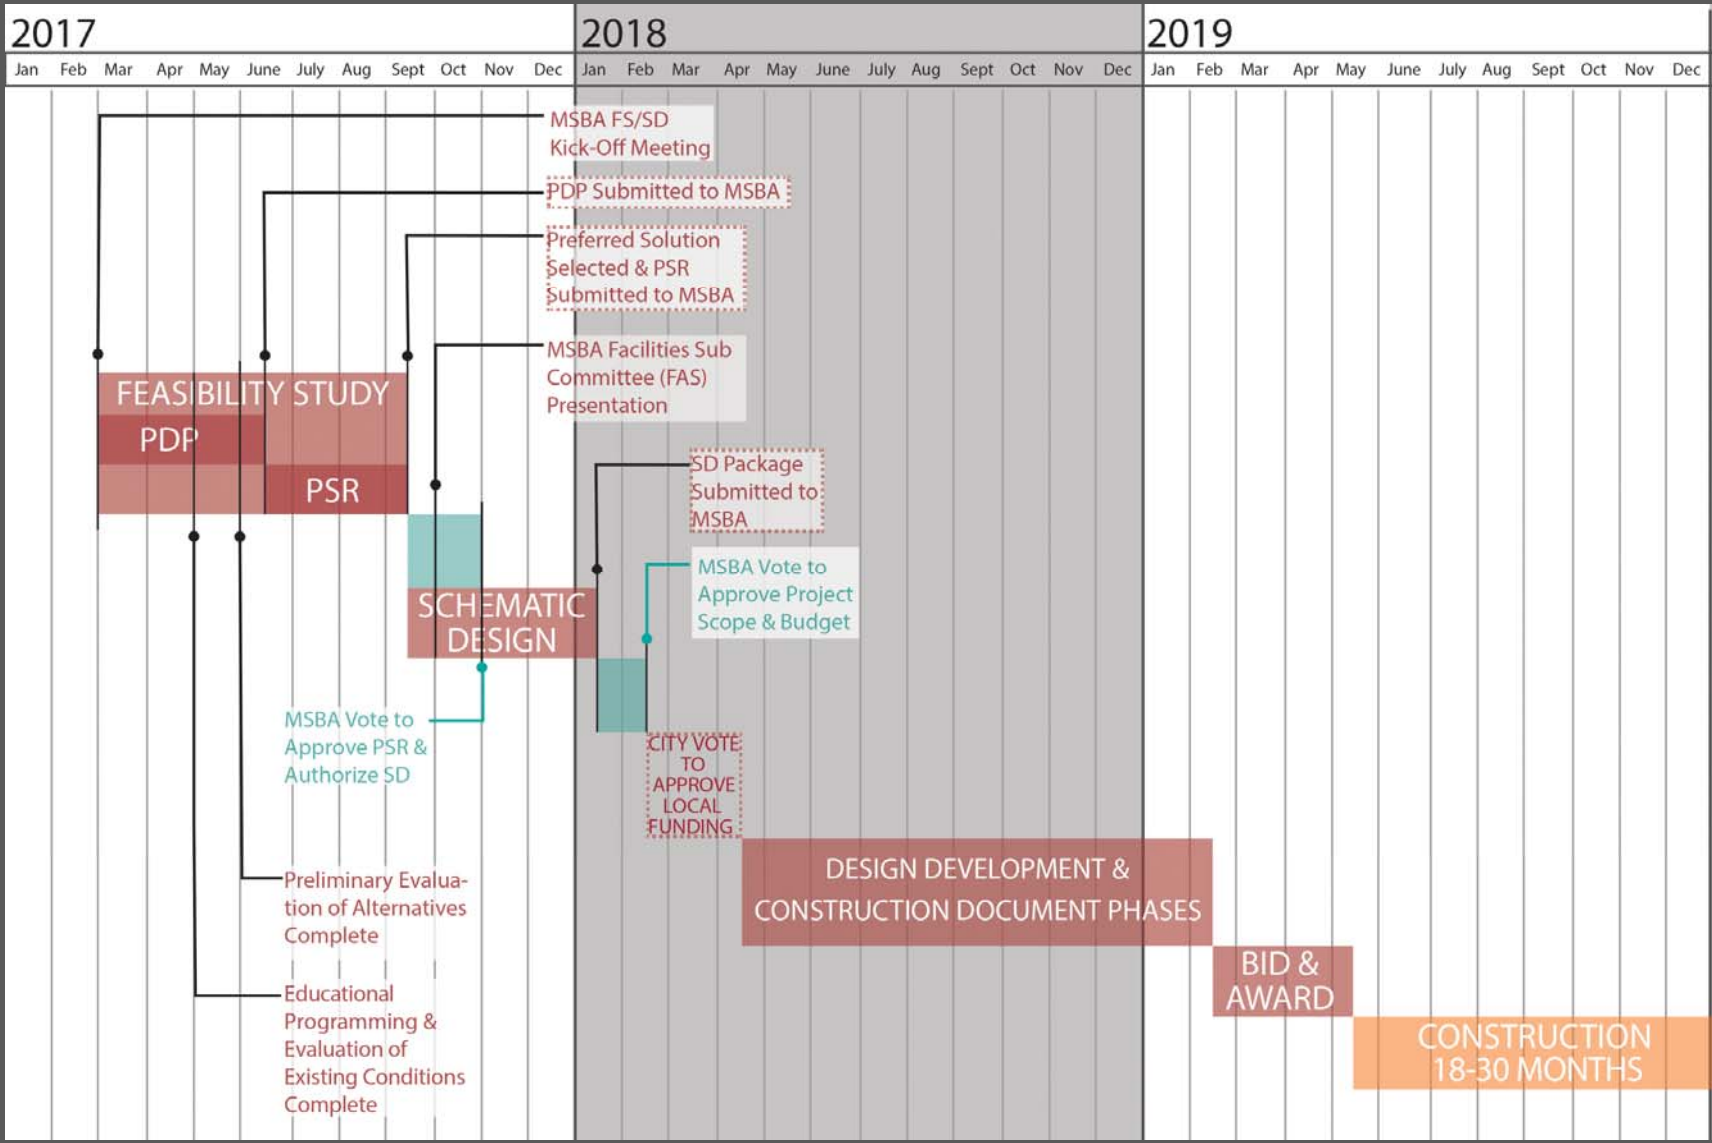 2017
2018
2019
Jan Feb Mar Apr May June July Aug Sept Oct Nov Dec Jan Feb Mar Apr May June July Aug Sept Oct Nov Dec Jan Feb Mar Apr May June July Aug Sept Oct Nov Dec
MSBA FS/SD
Kick-Off Meeting
PDP Submitted to MSBA
Preferred Solution
Selected & PSR
Submitted to MSBA
MSBA Facilities Sub
Committee (FAS)
Presentation
FEASIBILITY STUDY
PDP
PSR
SD Package
Submitted to
MSBA
MSBA Vote to
Approve Project
Scope & Budget
SCHEMATIC
DESIGN
MSBA Vote to
Approve PSR &
Authorize SD
CITY VOTE
TO
APPROVE
LOCAL
FUNDING
Preliminary Evalua-
tion of Alternatives
Complete
DESIGN DEVELOPMENT &
CONSTRUCTION DOCUMENT PHASES
BID &
AWARD
Educational
Programming &
Evaluation of
Existing Conditions
Complete
CONSTRUCTION
18-30 MONTHS